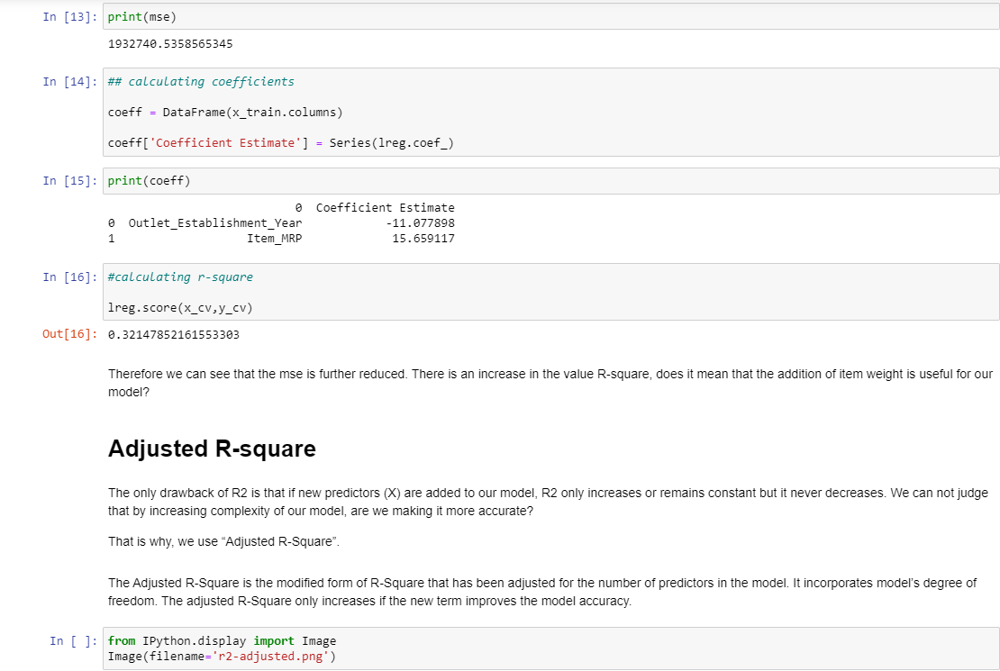 In [13]: print(mse)
1932740.5358565345
In [14]: ## calculating coefficients
coeff = DataFrame(x_train.columns)
coeff['Coefficient Estimate'] = Series(lreg.coef_)
In [15]: print(coeff)
0 Coefficient Estimate
0 Outlet_Establishment_Year -11.077898
1 Item_MRP 15.659117
In [16]: #calculating r-square
lreg.score(x_cv,y_cv)
Out[16]: 0.32147852161553303
Therefore we can see that the mse is further reduced. There is an increase in the value R-square, does it mean that the addition of item weight is useful for our
model?
Adjusted R-square
The only drawback of R2 is that if new predictors (X) are added to our model, R2 only increases or remains constant but it never decreases. We can not judge
that by increasing complexity of our model, are we making it more accurate?
That is why, we use “Adjusted R-Square”.
The Adjusted R-Square is the modified form of R-Square that has been adjusted for the number of predictors in the model. It incorporates model’s degree of
freedom. The adjusted R-Square only increases if the new term improves the model accuracy.
In [ ]: from IPython.display import Image
Image(filename='r2-adjusted.png')